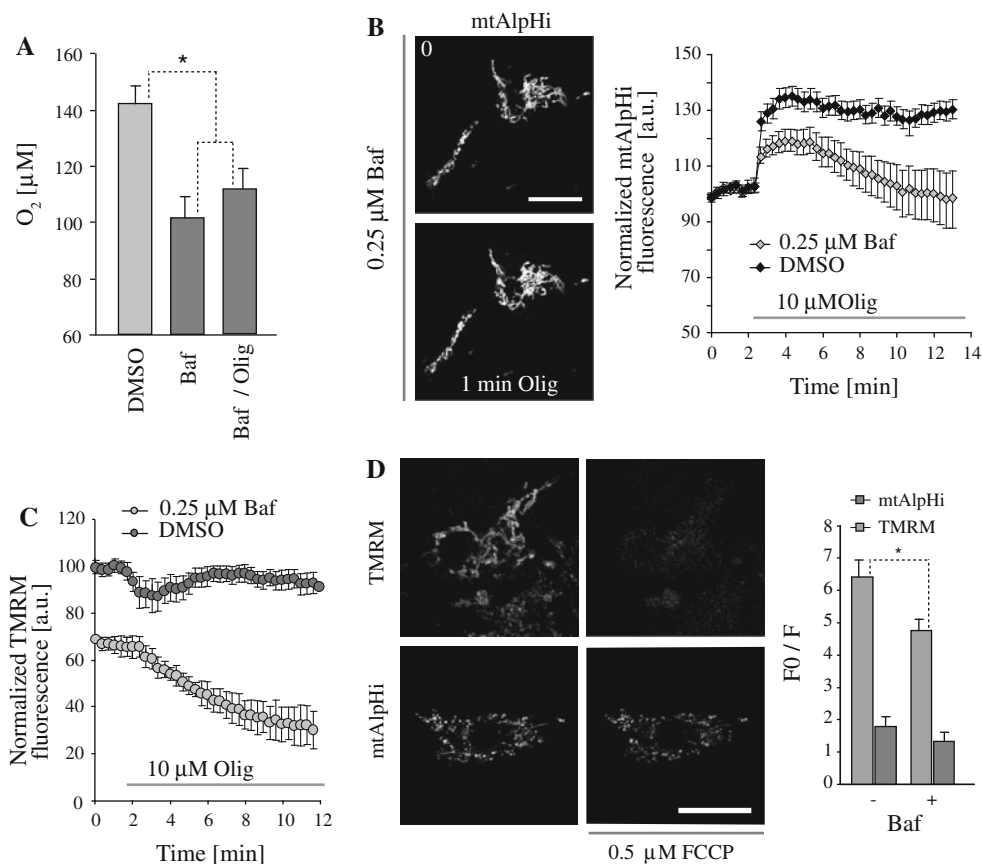 A
O2 [µM]
160
140
120
100
80
60
*
DMSO
Baf
Baf / Olig
B
mtAlpHi
0
0.25 µM Baf
1 min Olig
Normalized mtAlpHi
fluorescence [a.u.]
150
130
110
90
70
50
0.25 µM Baf
DMSO
10 µMOlig
0 2 4 6 8 10 12 14
Time [min]
C
0.25 µM Baf
DMSO
Normalized TMRM
fluorescence [a.u.]
120
100
80
60
40
20
0
10 µM Olig
0 2 4 6 8 10 12
Time [min]
D
TMRM
mtAlpHi
0.5 µM FCCP
mtAlpHi
TMRM
F0 / F
8
7
6
5
4
3
2
1
0
*
- +
Baf